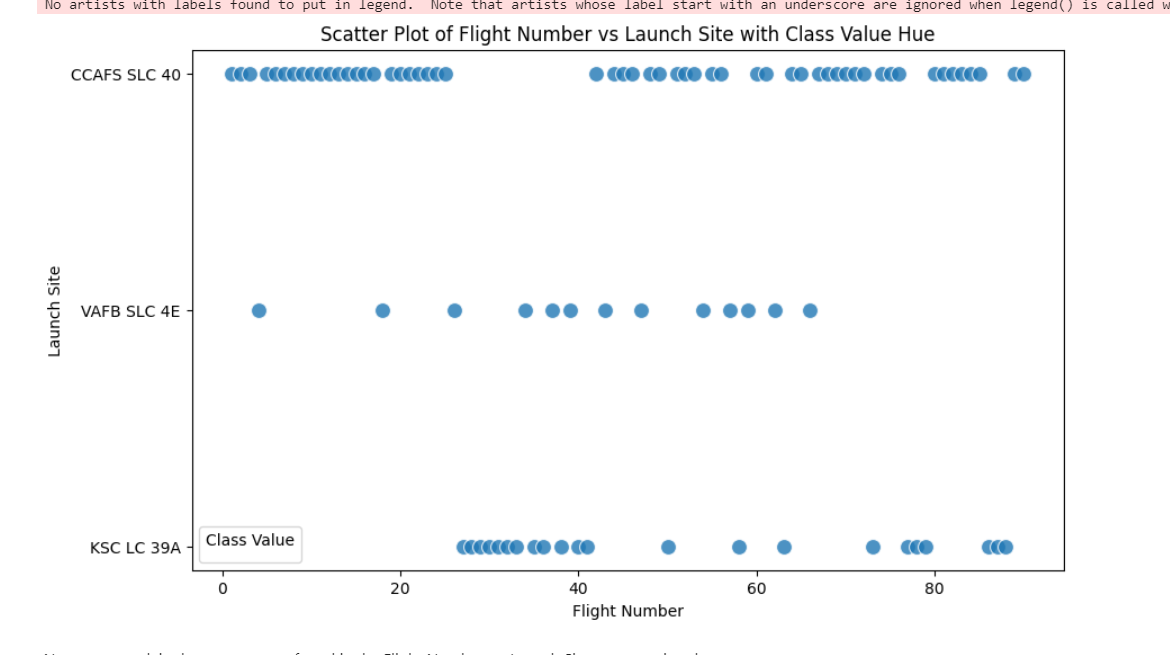 No artists with labels found to put in legend.  Note that artists whose label start with an underscore are ignored when legend() is called
Scatter Plot of Flight Number vs Launch Site with Class Value Hue
CCAFS SLC 40
VAFB SLC 4E
KSC LC 39A
Launch Site
Class Value
0 20 40 60 80
Flight Number